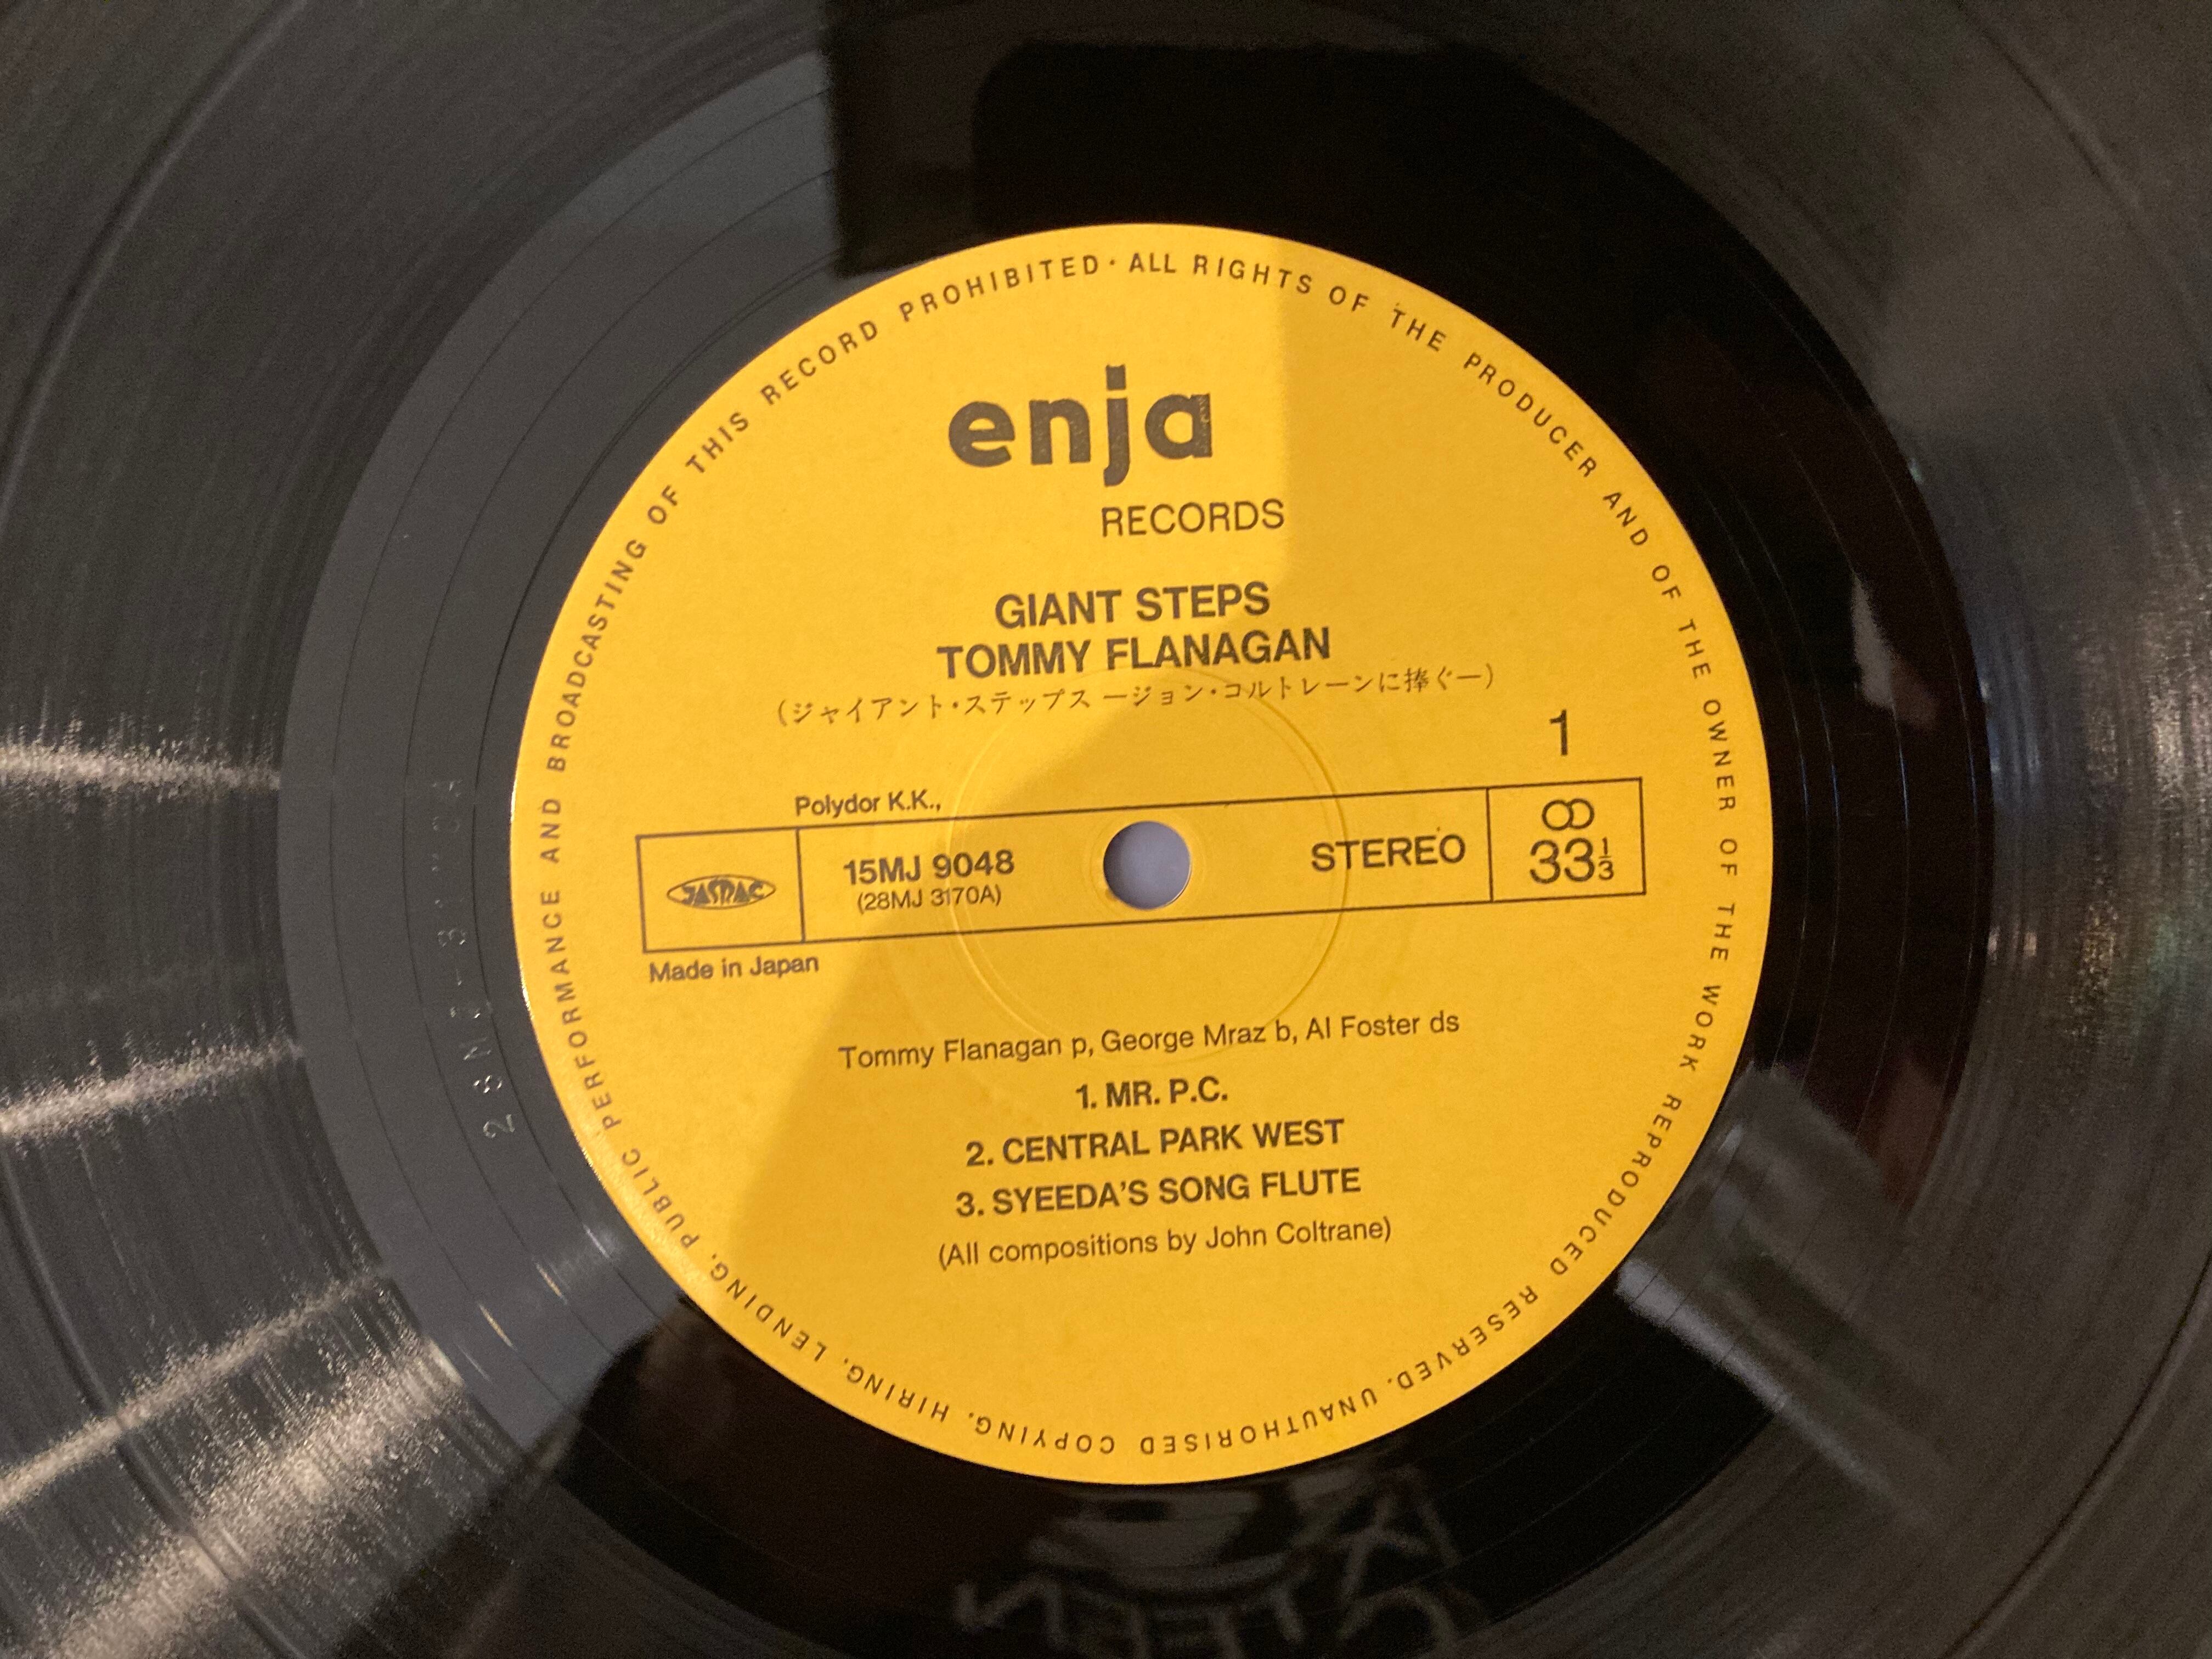 ALL RIGHTS OF THE PRODUCER AND OF THE OWNER OF THE WORK REPRODUCED RESERVED. UNAUTHORISED COPYING, HIRING, LENDING, PUBLIC PERFORMANCE AND BROADCASTING OF THIS RECORD PROHIBITED ·
enja
RECORDS
GIANT STEPS
TOMMY FLANAGAN
(ジャイアント・ステップス ージョン・コルトレーンに捧ぐー)
1
Polydor K.K.,
JASRAC
15MJ 9048
(28MJ 3170A)
STEREO
33 1/3
Made in Japan
Tommy Flanagan p, George Mraz b, Al Foster ds
1. MR. P.C.
2. CENTRAL PARK WEST
3. SYEEDA'S SONG FLUTE
(All compositions by John Coltrane)